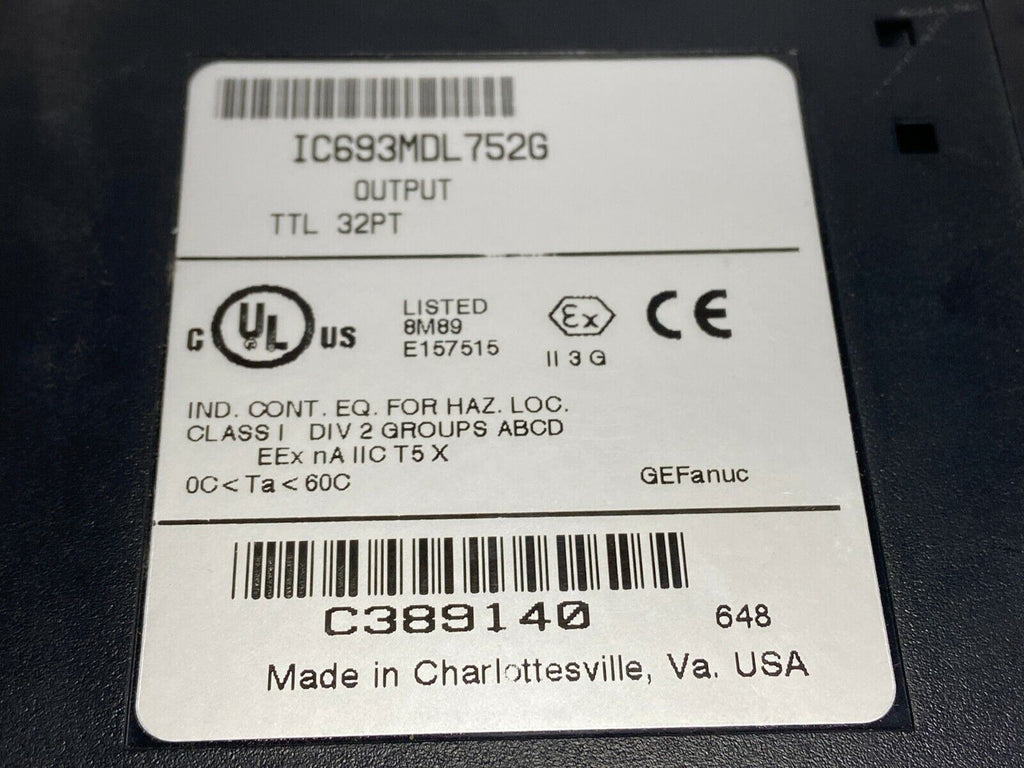 IC693MDL752G
OUTPUT
TTL 32PT
C UL US
LISTED
8M89
E157515
Ex
II 3 G
CE
IND. CONT. EQ. FOR HAZ. LOC.
CLASS I DIV 2 GROUPS ABCD
EEx nA IIC T5 X
0C < Ta < 60C
GEFanuc
C389140
648
Made in Charlottesville, Va. USA